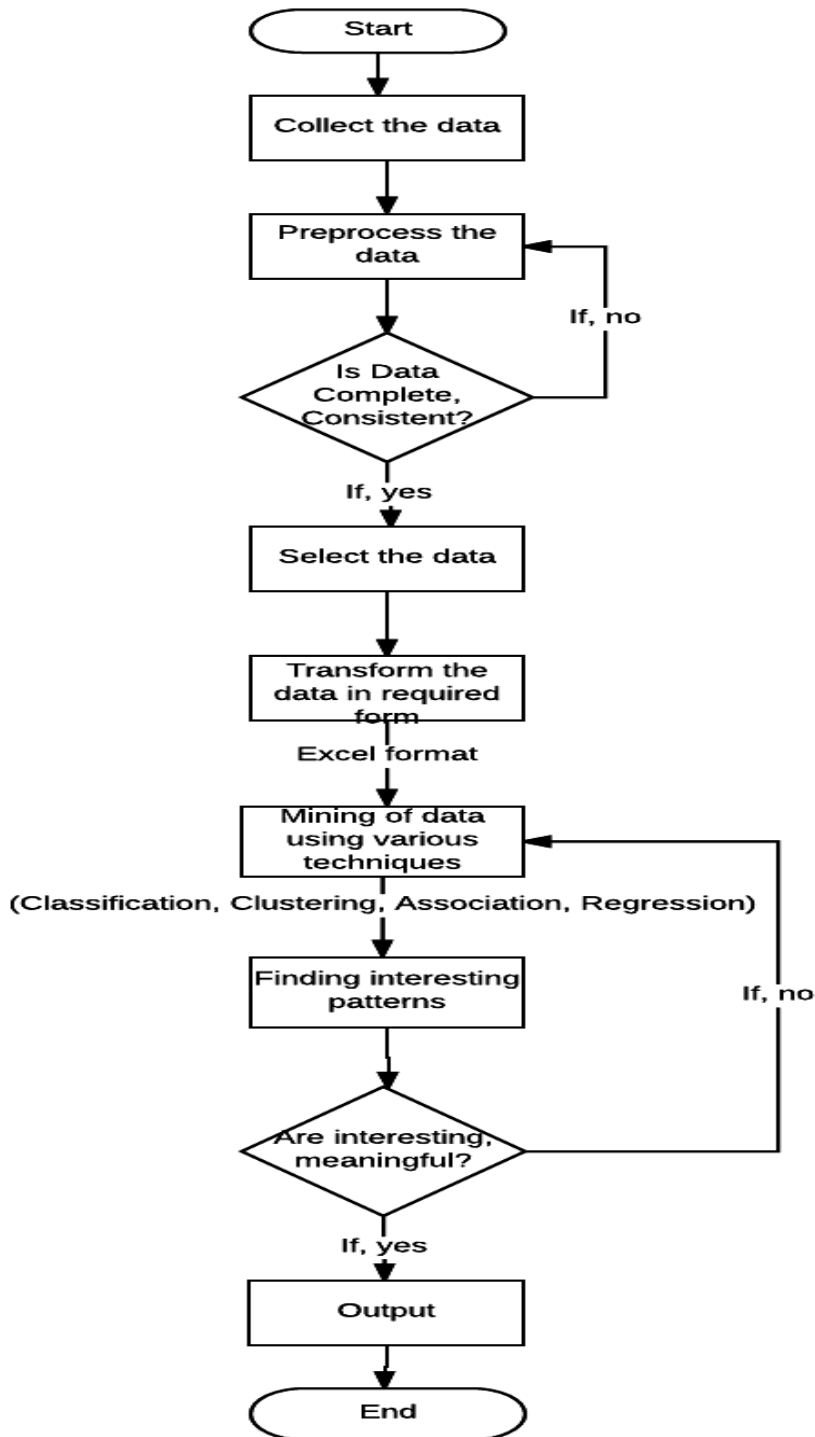 Start
Collect the data
Preprocess the
data
If, no
Is Data
Complete,
Consistent?
If, yes
Select the data
Transform the
data in required
form
Excel format
Mining of data
using various
techniques
(Classification, Clustering, Association, Regression)
Finding interesting
patterns
If, no
Are interesting,
meaningful?
If, yes
Output
End